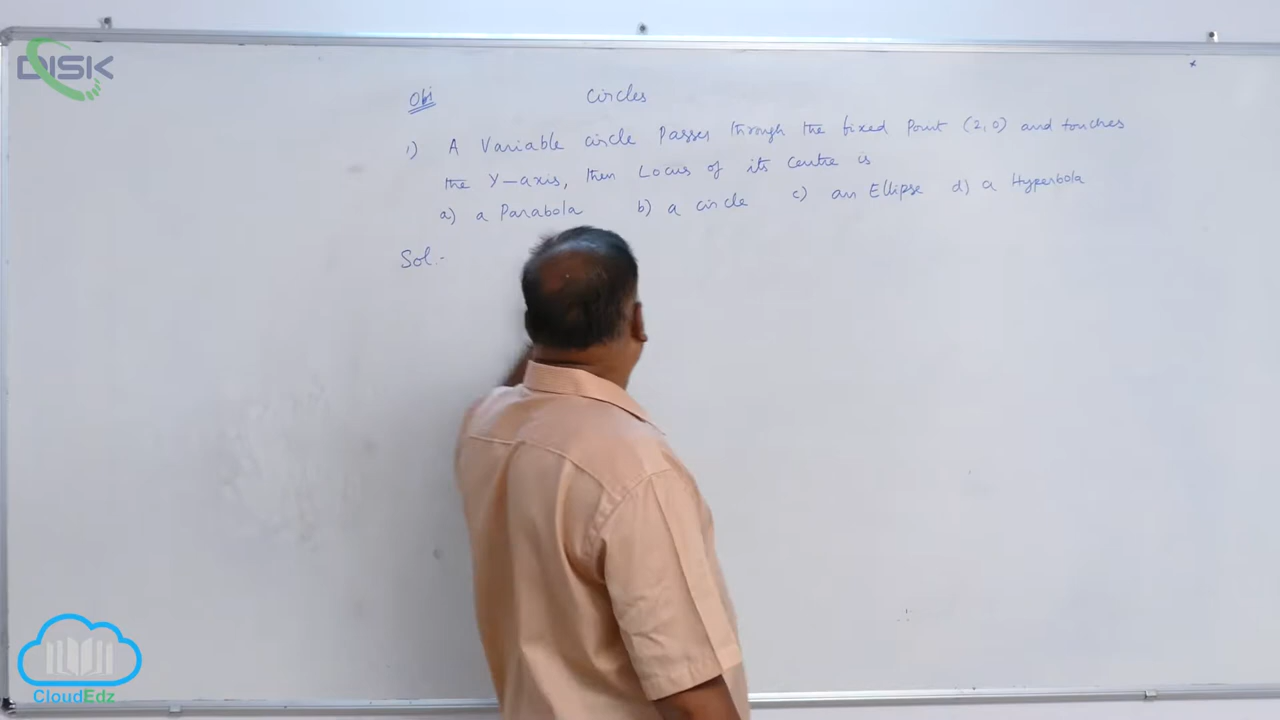 DISK
Obj Circles
1) A Variable circle Passes through the fixed Point (2,0) and touches
the Y-axis, then Locus of its centre is
a) a Parabola b) a circle c) an Ellipse d) a Hyperbola
Sol:-
CloudEdz